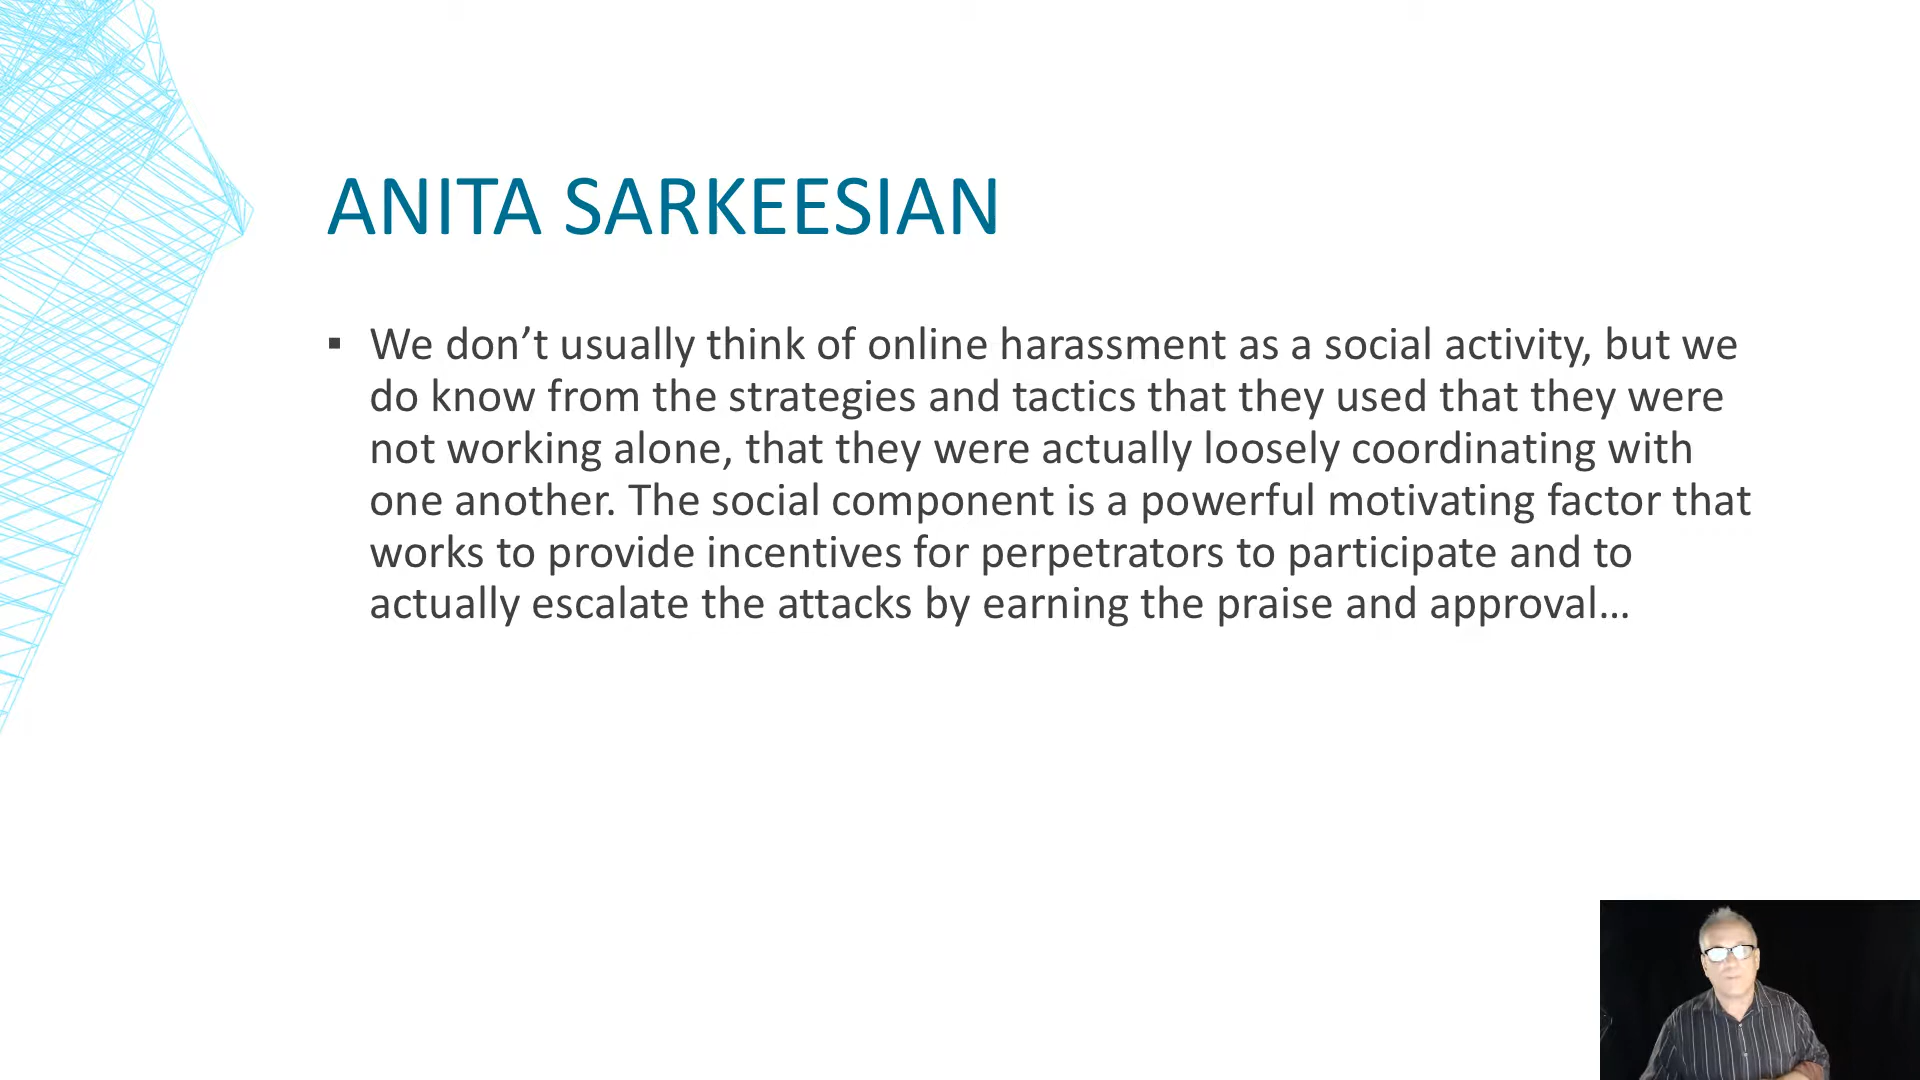 ANITA SARKEESIAN
▪ We don’t usually think of online harassment as a social activity, but we
do know from the strategies and tactics that they used that they were
not working alone, that they were actually loosely coordinating with
one another. The social component is a powerful motivating factor that
works to provide incentives for perpetrators to participate and to
actually escalate the attacks by earning the praise and approval…